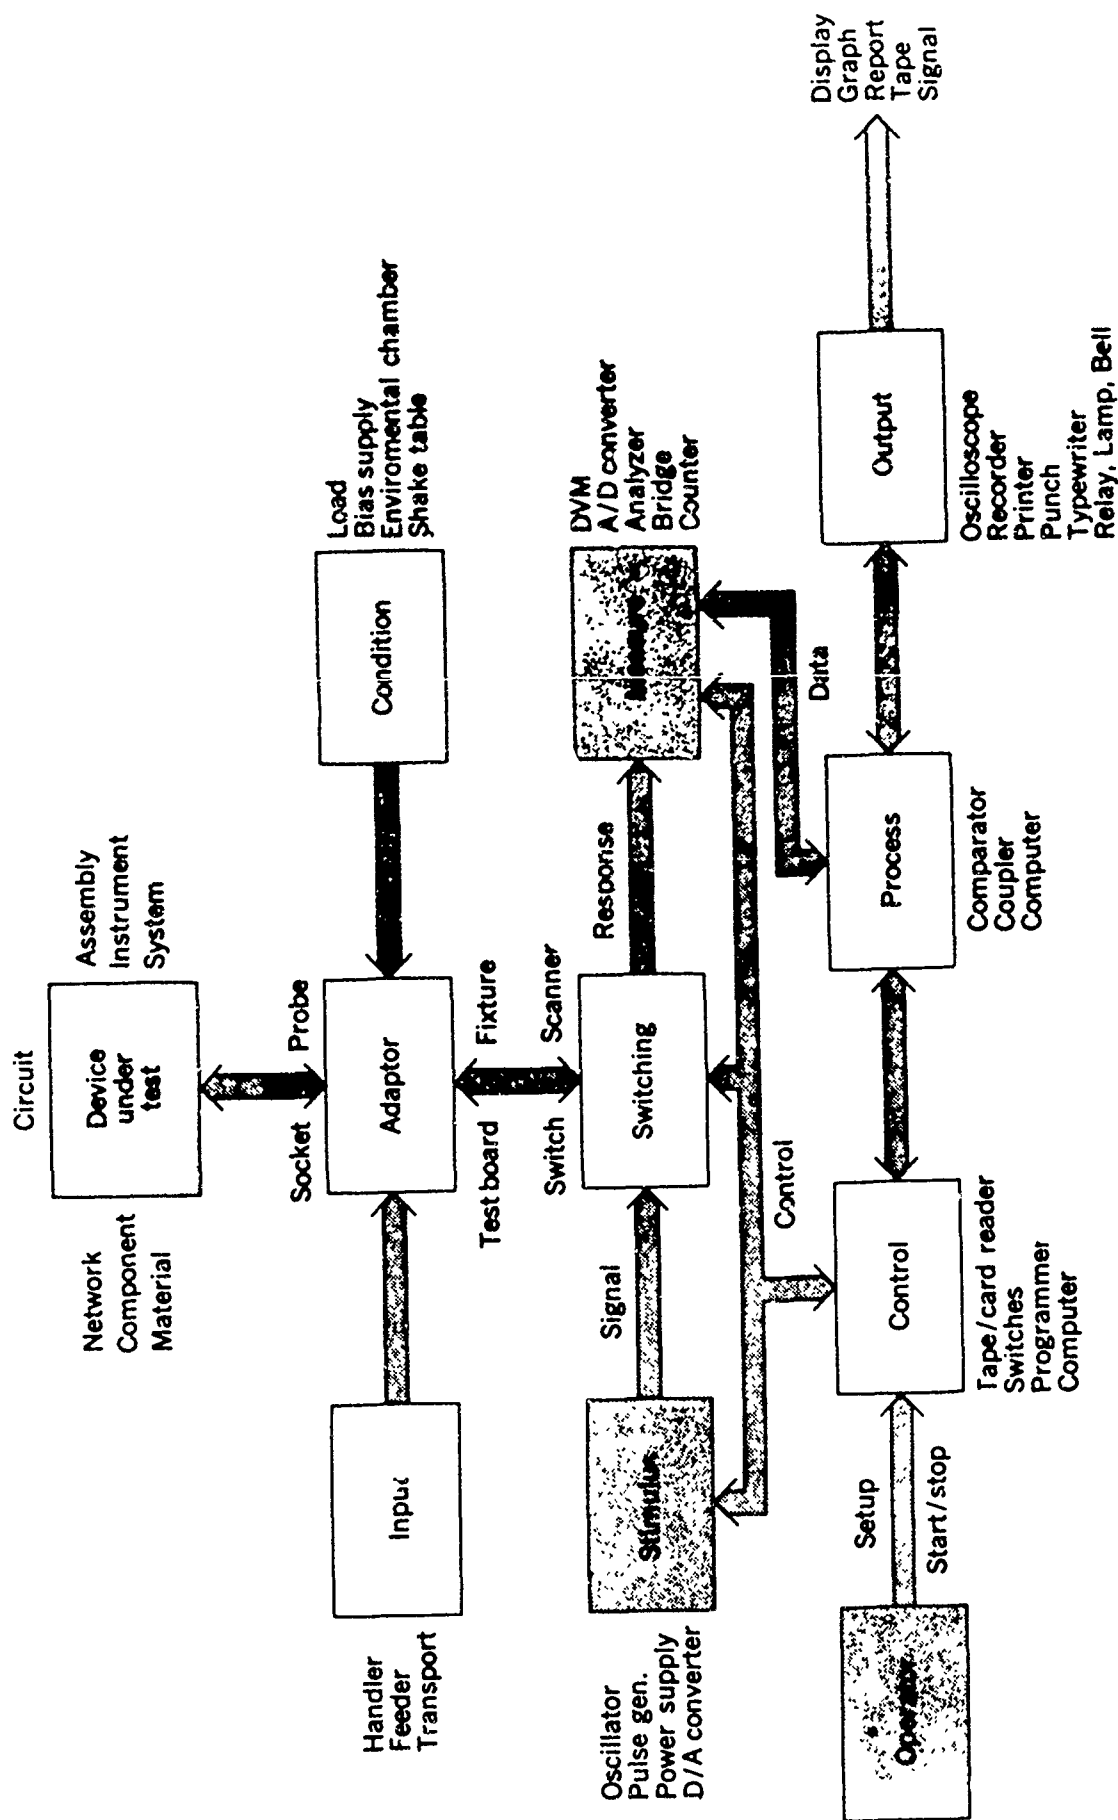 Circuit
Network
Component
Material
Device
under
test
Assembly
Instrument
System
Socket
Probe
Handler
Feeder
Transport
Input
Adaptor
Condition
Load
Bias supply
Enviromental chamber
Shake table
Test board
Fixture
Switch
Scanner
Oscillator
Pulse gen.
Power supply
D/A converter
Stimulus
Signal
Switching
Response
Measure
DVM
A/D converter
Analyzer
Bridge
Counter
Control
Data
Operator
Setup
Start/stop
Control
Tape/card reader
Switches
Programmer
Computer
Process
Comparator
Coupler
Computer
Output
Oscilloscope
Recorder
Printer
Punch
Typewriter
Relay, Lamp, Bell
Display
Graph
Report
Tape
Signal